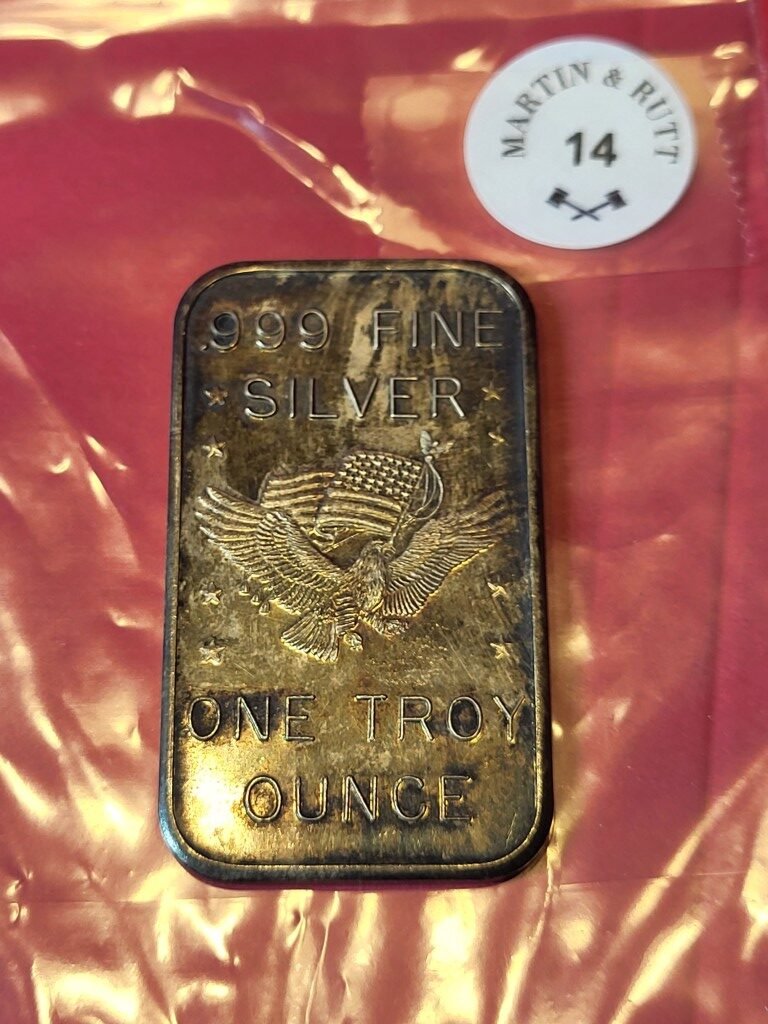 MARTIN & RUTT
14
.999 FINE
SILVER
ONE TROY
OUNCE